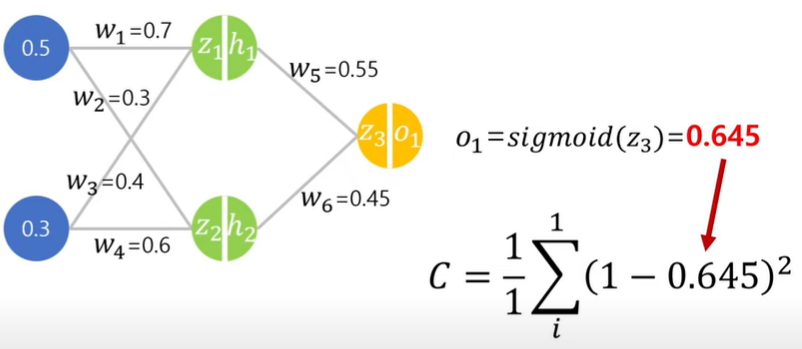 0.5
w₁=0.7
z₁ h₁
w₂=0.3
w₅=0.55
z₃ o₁
o₁=sigmoid(z₃)=0.645
w₃=0.4
0.3
w₄=0.6
z₂ h₂
w₆=0.45
C = 1/1 ∑ᵢ¹ (1 − 0.645)²